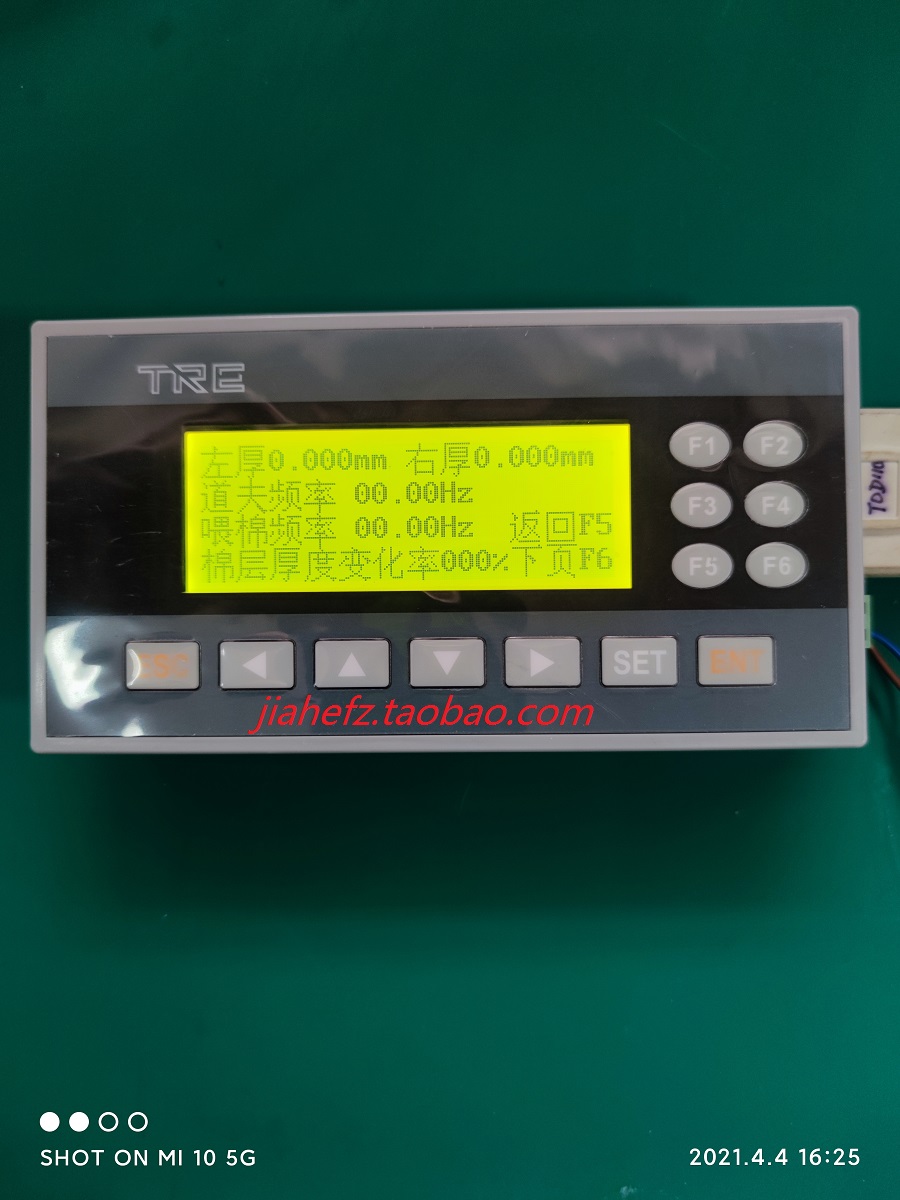 TRE
左厚0.000mm 右厚0.000mm
道夫频率 00.00Hz
喂棉频率 00.00Hz 返回F5
棉层厚度变化率000% 下页F6
F1 F2
F3 F4
F5 F6
TDD110
ESC SET ENT
jiahefz.taobao.com
SHOT ON MI 10 5G
2021.4.4 16:25